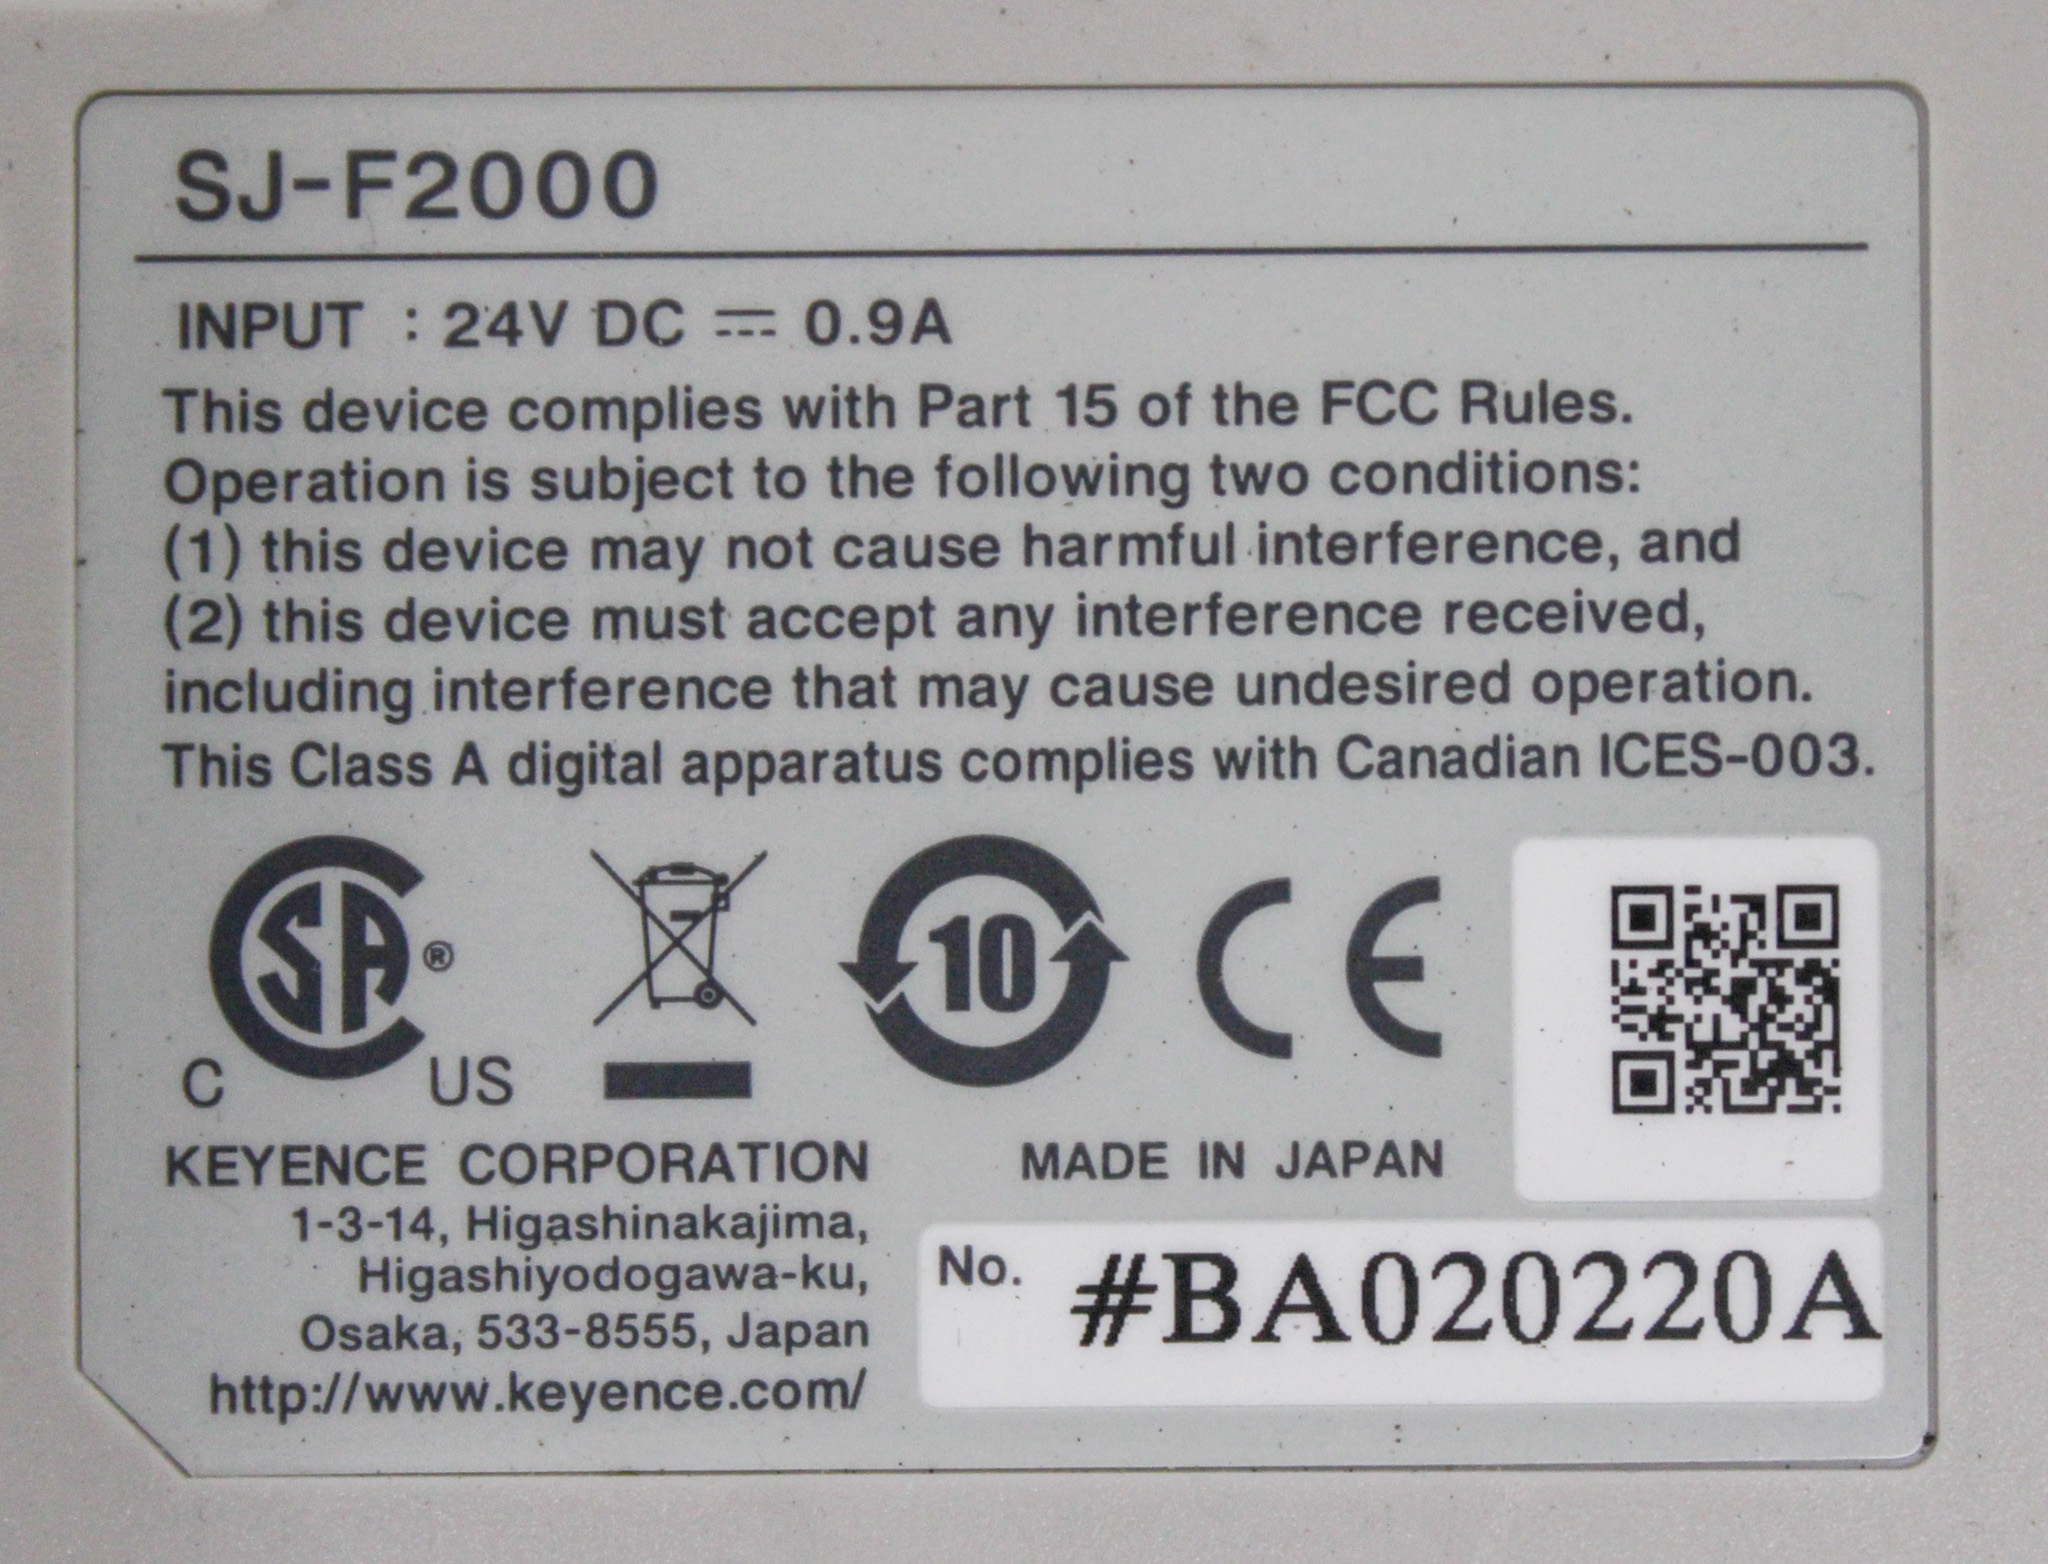 SJ-F2000
INPUT : 24V DC ⎓ 0.9A
This device complies with Part 15 of the FCC Rules.
Operation is subject to the following two conditions:
(1) this device may not cause harmful interference, and
(2) this device must accept any interference received,
including interference that may cause undesired operation.
This Class A digital apparatus complies with Canadian ICES-003.
CSA ®
C US
10
CE
KEYENCE CORPORATION
1-3-14, Higashinakajima,
Higashiyodogawa-ku,
Osaka, 533-8555, Japan
http://www.keyence.com/
MADE IN JAPAN
No. #BA020220A